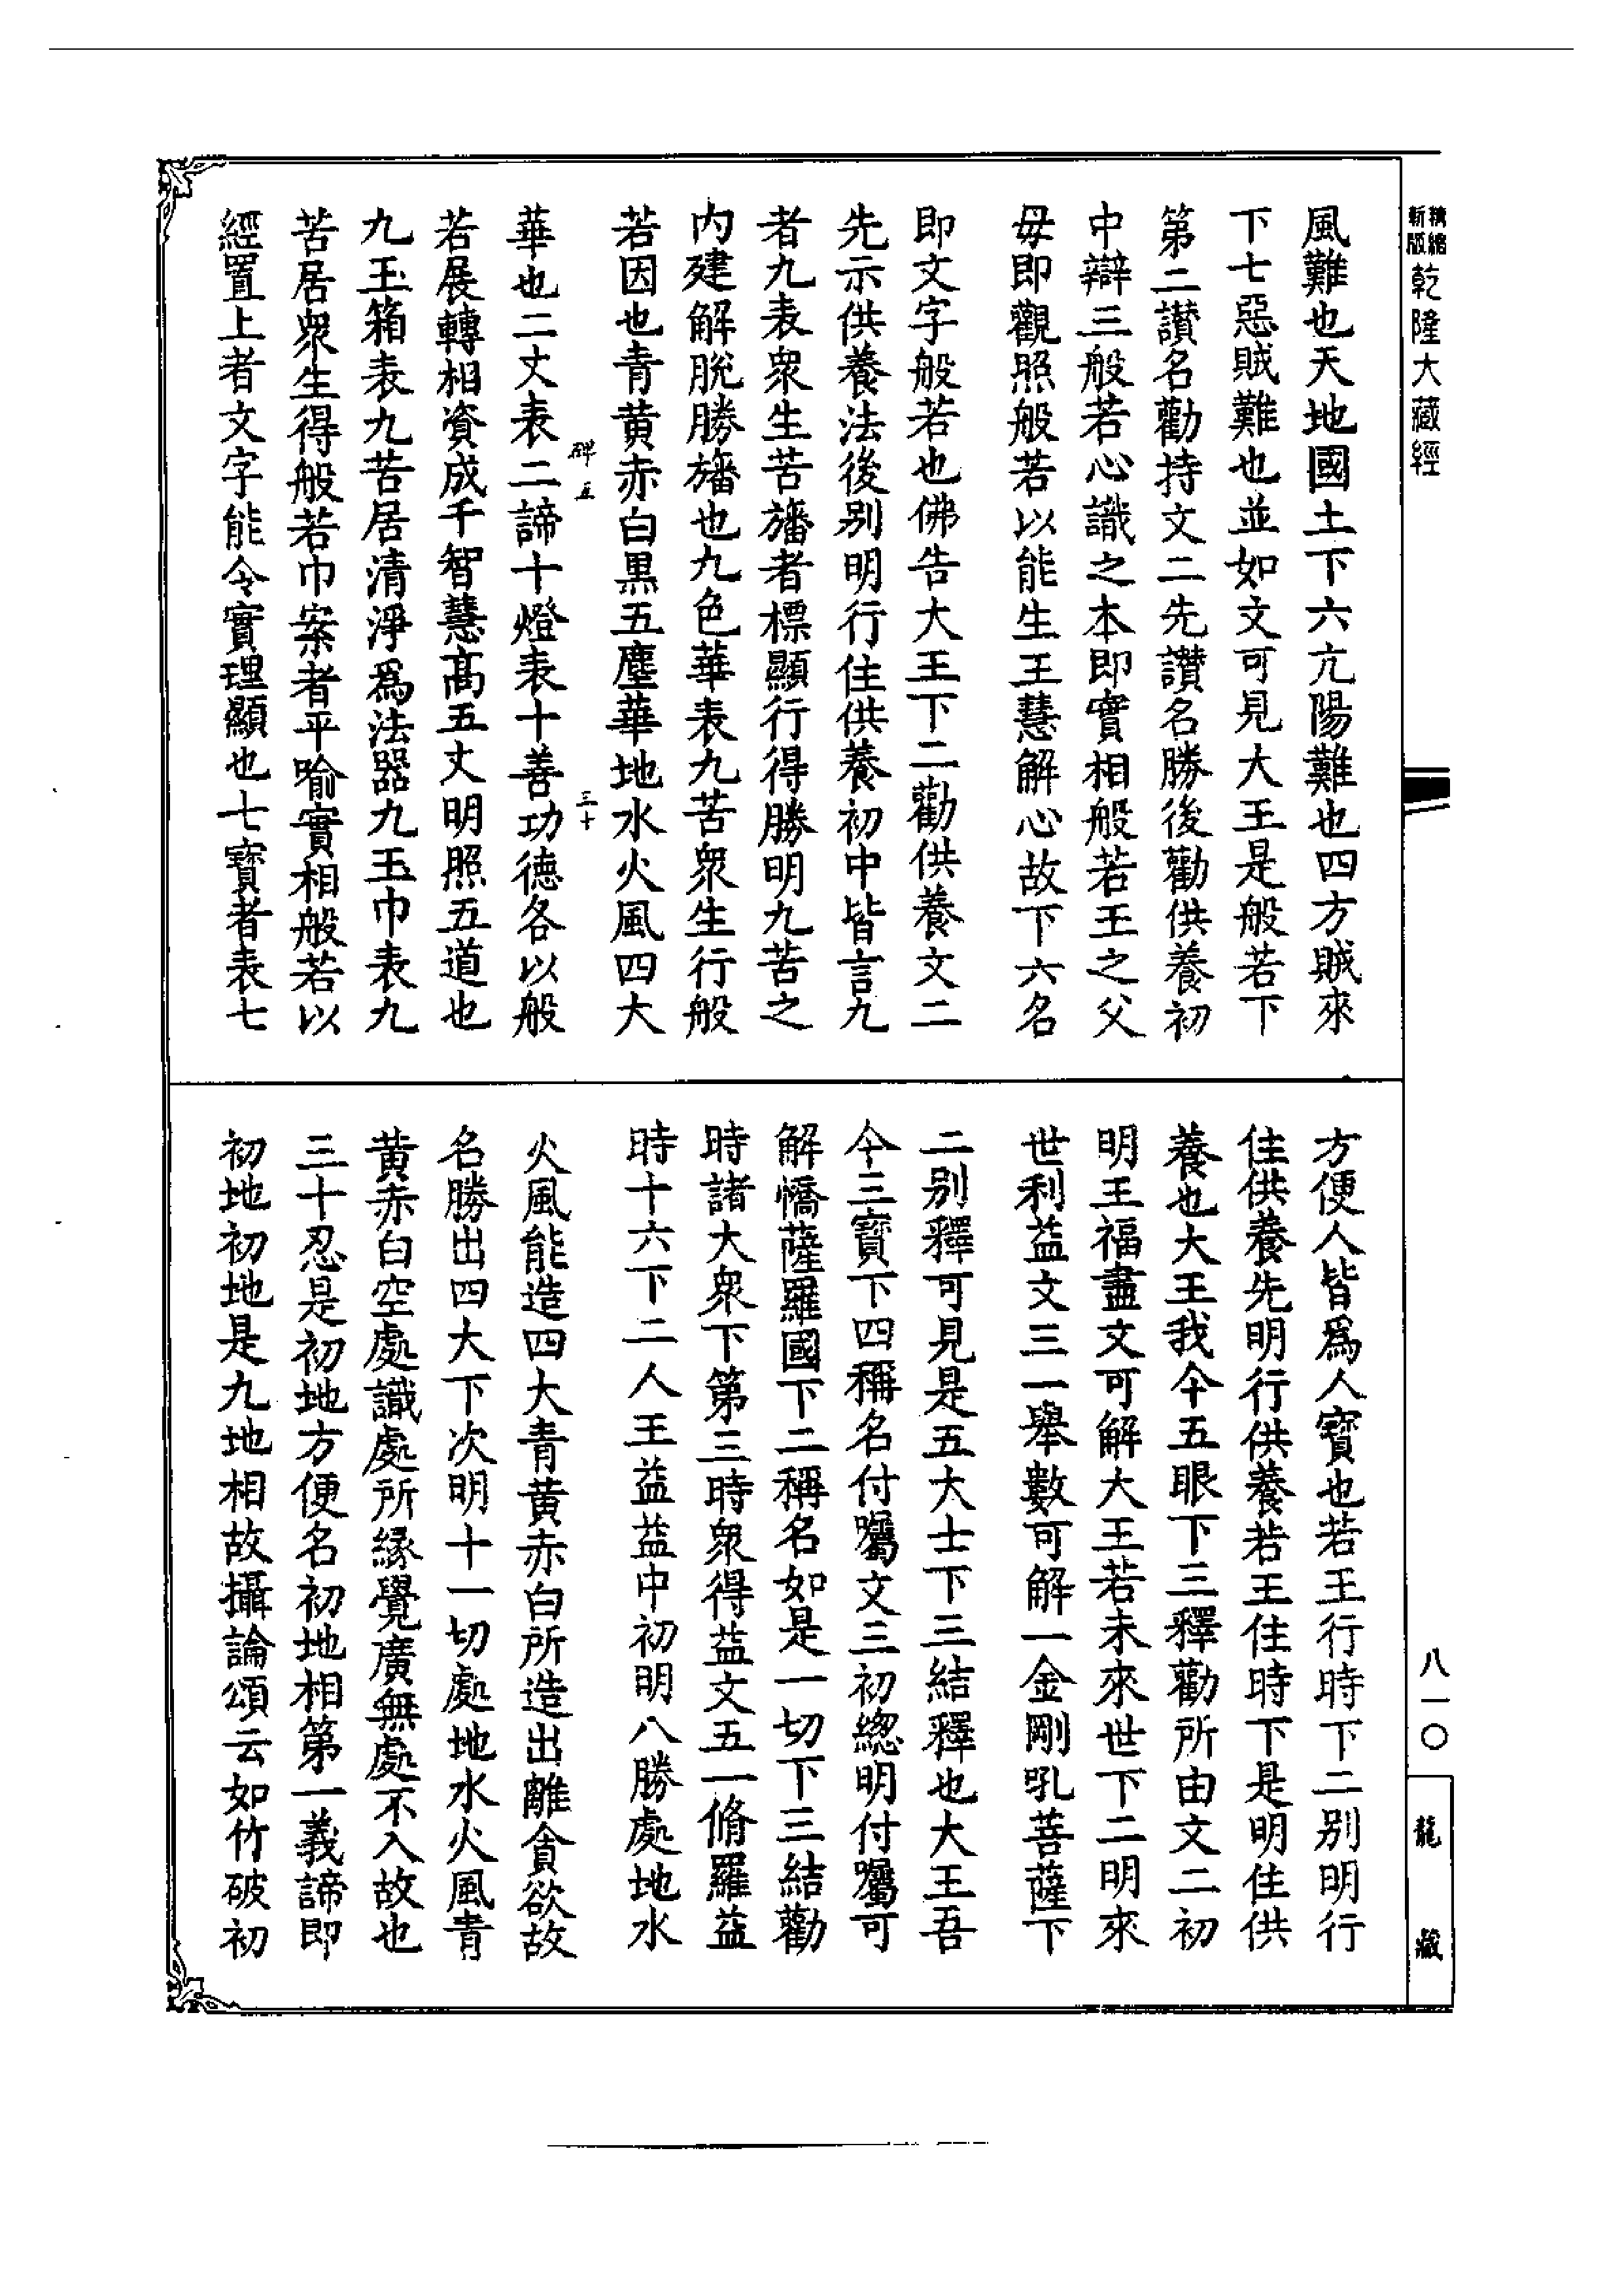 新版精縮乾隆大藏經
風難也天地國土下六亢陽難也四方賊來
下七惡賊難也並如文可見大王是般若下
第二讚名勸持文二先讚名勝後勸供養初
中辯三般若心識之本即實相般若王之父
毋即觀照般若以能生王慧解心故下六名
即文字般若也佛告大王下二勸供養文二
先示供養法後別明行住供養初中皆言九
者九表衆生苦旛者標顯行得勝明九苦之
内建解脫勝旛也九色華表九苦衆生行般
若因也青黃赤白黒五塵華地水火風四大
碑五 三十
華也二丈表二諦十燈表十善功德各以般
若展轉相資成千智慧髙五丈明照五道也
九玉箱表九苦居清淨爲法器九玉巾表九
苦居衆生得般若巾案者平喻實相般若以
經置上者文字能令實理顯也七寶者表七
方便人皆爲人寶也若王行時下二別明行
住供養先明行供養若王住時下是明住供
養也大王我今五眼下三釋勸所由文二初
明王福盡文可解大王若未來世下二明來
世利益文三一舉數可解一金剛吼菩薩下
二別釋可見是五大士下三結釋也大王吾
今三寶下四稱名付囑文三初總明付囑可
解憍薩羅國下二稱名如是一切下三結勸
時諸大衆下第三時衆得益文五一脩羅益
時十六下二人王益益中初明八勝處地水
火風能造四大青黃赤白所造出離貪欲故
名勝出四大下次明十一切處地水火風青
黃赤白空處識處所縁覺廣無處不入故也
三十忍是初地方便名初地相第一義諦即
初地初地是九地相故攝論頌云如竹破初
八一〇
龍藏